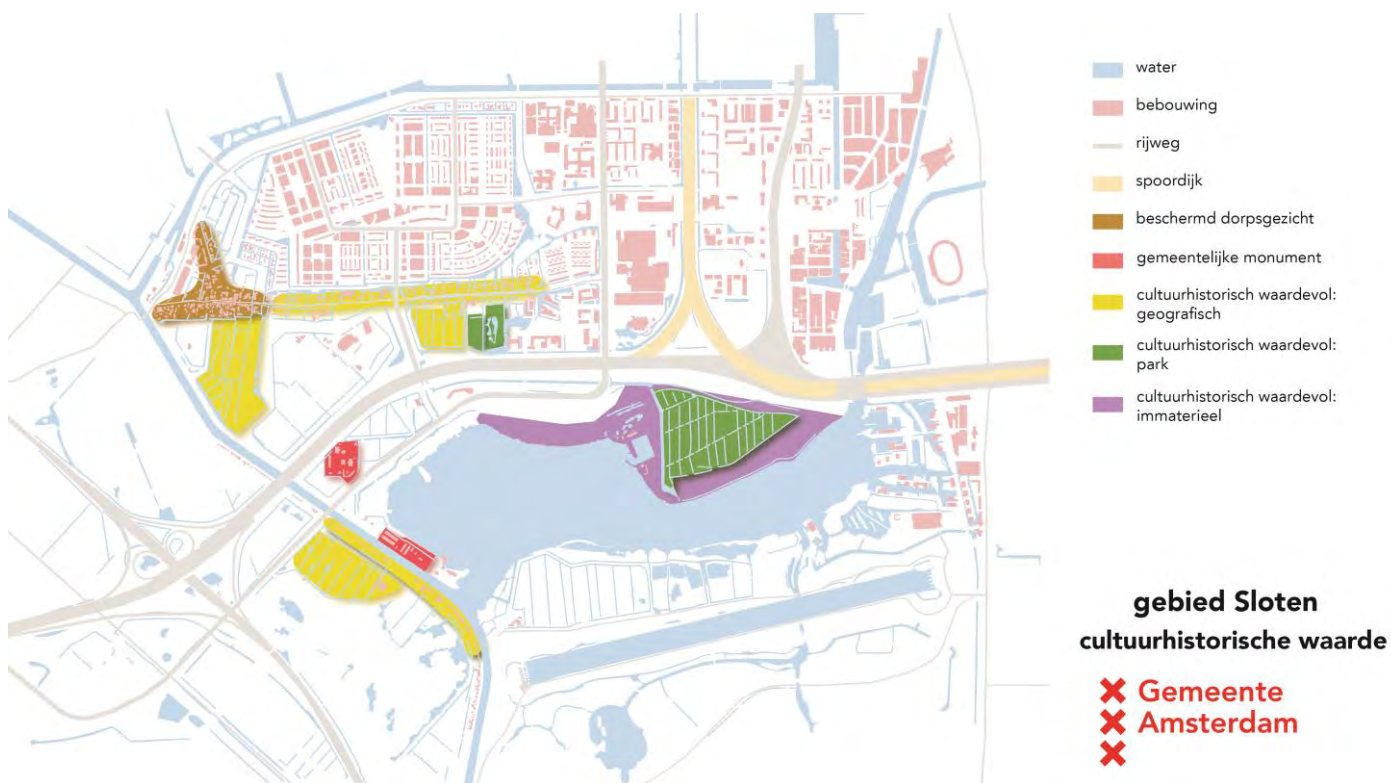 water
bebouwing
rijweg
spoordijk
beschermd dorpsgezicht
gemeentelijke monument
cultuurhistorisch waardevol:
geografisch
cultuurhistorisch waardevol:
park
cultuurhistorisch waardevol:
immaterieel
gebied Sloten
cultuurhistorische waarde
Gemeente
Amsterdam